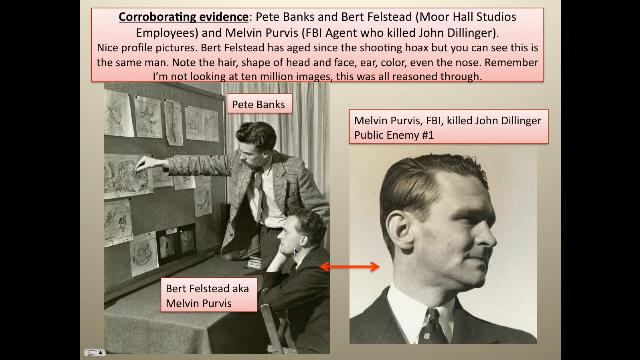 Corroborating evidence: Pete Banks and Bert Felstead (Moor Hall Studios
Employees) and Melvin Purvis (FBI Agent who killed John Dillinger).
Nice profile pictures. Bert Felstead has aged since the shooting hoax but you can see this is
the same man. Note the hair, shape of head and face, ear, color, even the nose. Remember
I'm not looking at ten million images, this was all reasoned through.
Pete Banks
Melvin Purvis, FBI, killed John Dillinger
Public Enemy #1
Bert Felstead aka
Melvin Purvis